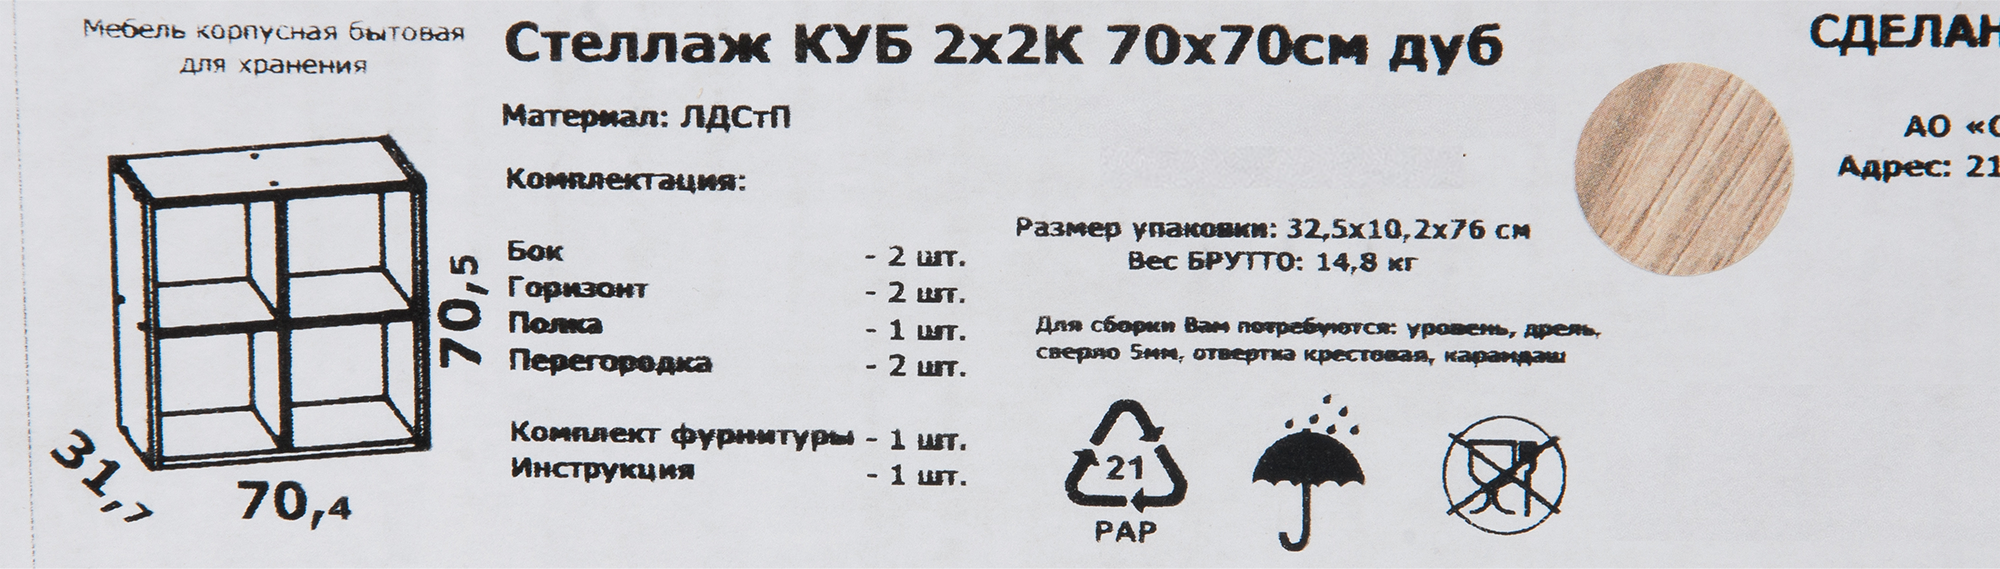 Мебель корпусная бытовая
для хранения
Стеллаж КУБ 2х2К 70х70см дуб
Материал: ЛДСтП
Комплектация:
Бок - 2 шт.
Горизонт - 2 шт.
Полка - 1 шт.
Перегородка - 2 шт.
Комплект фурнитуры - 1 шт.
Инструкция - 1 шт.
70,5
31,7
70,4
Размер упаковки: 32,5х10,2х76 см
Вес БРУТТО: 14,8 кг
Для сборки Вам потребуются: уровень, дрель,
сверло 5мм, отвертка крестовая, карандаш
21
PAP
СДЕЛАН
АО «С
Адрес: 21